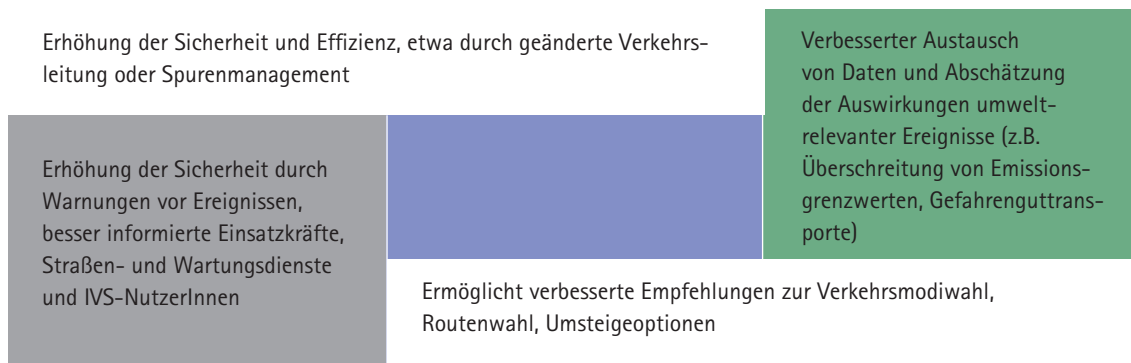 Erhöhung der Sicherheit und Effizienz, etwa durch geänderte Verkehrs-
leitung oder Spurenmanagement
Verbesserter Austausch
von Daten und Abschätzung
der Auswirkungen umwelt-
relevanter Ereignisse (z.B.
Überschreitung von Emissions-
grenzwerten, Gefahrenguttrans-
porte)
Erhöhung der Sicherheit durch
Warnungen vor Ereignissen,
besser informierte Einsatzkräfte,
Straßen- und Wartungsdienste
und IVS-NutzerInnen
Ermöglicht verbesserte Empfehlungen zur Verkehrsmodiwahl,
Routenwahl, Umsteigeoptionen